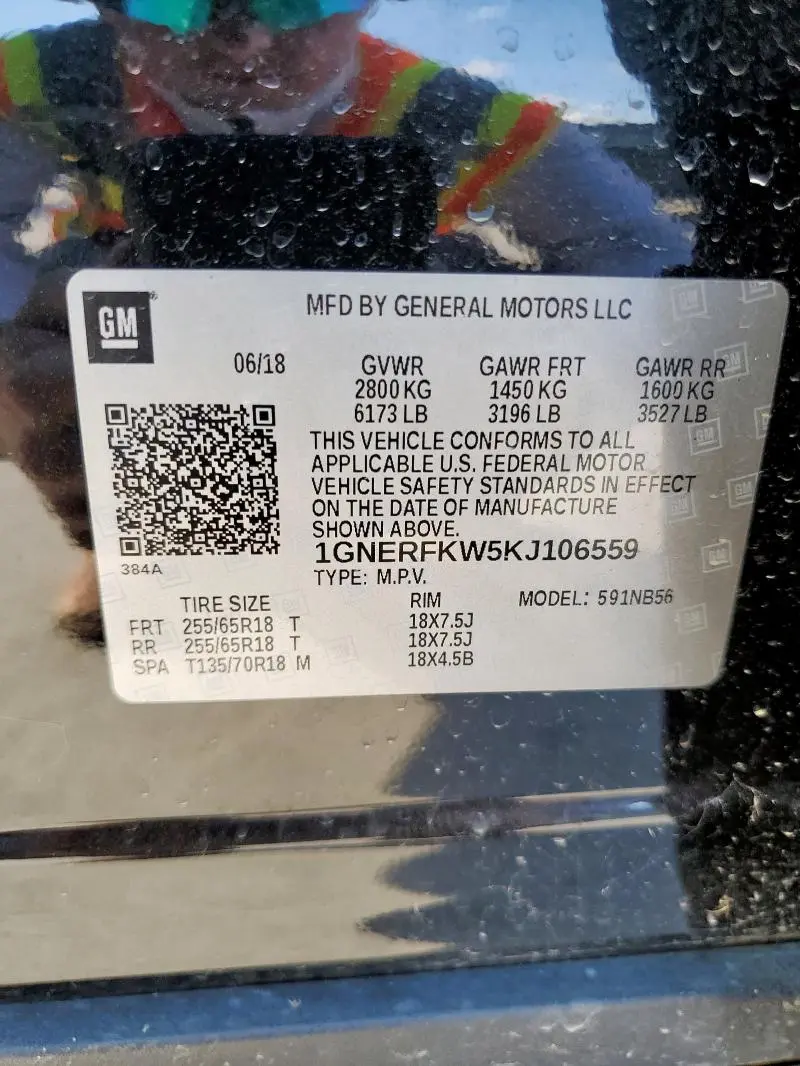 GM
MFD BY GENERAL MOTORS LLC
06/18 GVWR GAWR FRT GAWR RR
2800 KG 1450 KG 1600 KG
6173 LB 3196 LB 3527 LB
THIS VEHICLE CONFORMS TO ALL
APPLICABLE U.S. FEDERAL MOTOR
VEHICLE SAFETY STANDARDS IN EFFECT
ON THE DATE OF MANUFACTURE
SHOWN ABOVE.
1GNERFKW5KJ106559
384A
TYPE: M.P.V.
TIRE SIZE RIM MODEL: 591NB56
FRT 255/65R18 T 18X7.5J
RR 255/65R18 T 18X7.5J
SPA T135/70R18 M 18X4.5B